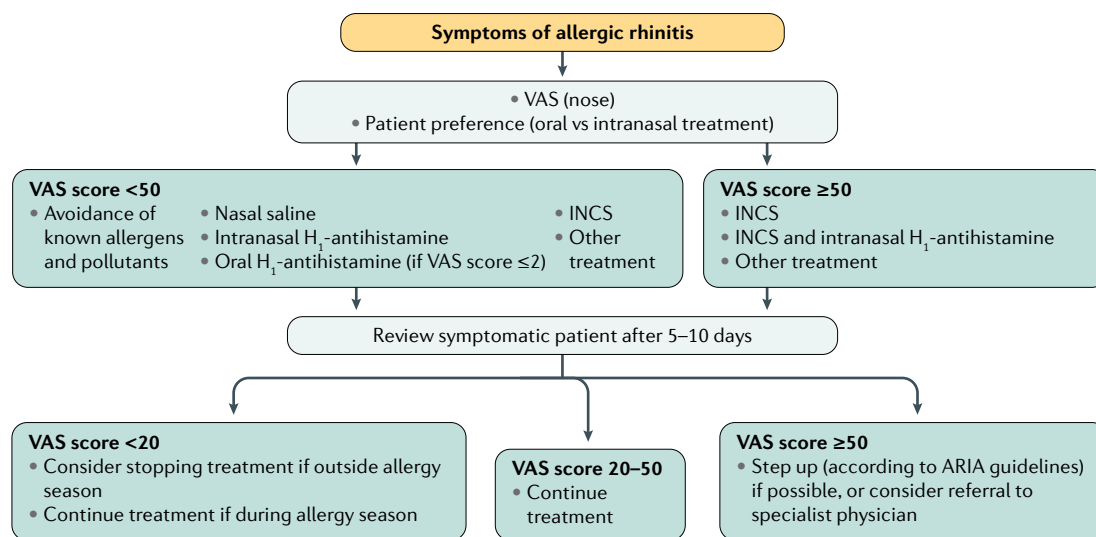 Symptoms of allergic rhinitis
• VAS (nose)
• Patient preference (oral vs intranasal treatment)
VAS score <50
• Avoidance of
known allergens
and pollutants
• Nasal saline
• Intranasal H₁-antihistamine
• Oral H₁-antihistamine (if VAS score ≤2)
• INCS
• Other
treatment
VAS score ≥50
• INCS
• INCS and intranasal H₁-antihistamine
• Other treatment
Review symptomatic patient after 5–10 days
VAS score <20
• Consider stopping treatment if outside allergy
season
• Continue treatment if during allergy season
VAS score 20–50
• Continue
treatment
VAS score ≥50
• Step up (according to ARIA guidelines)
if possible, or consider referral to
specialist physician